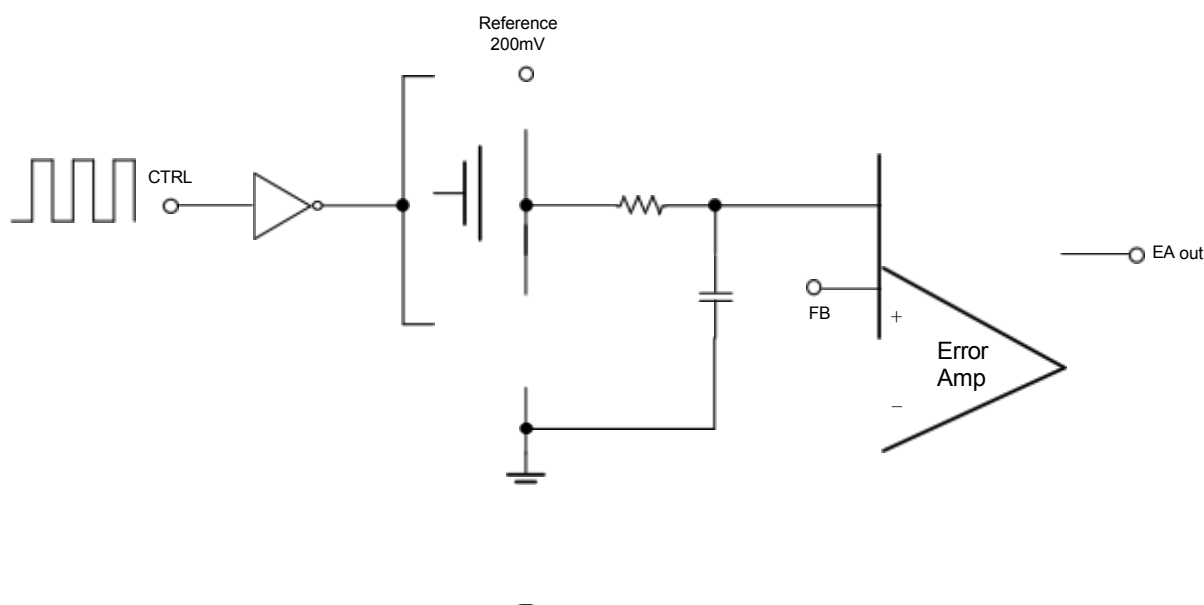 Reference
200mV
CTRL
EA out
FB
+
Error
Amp
−